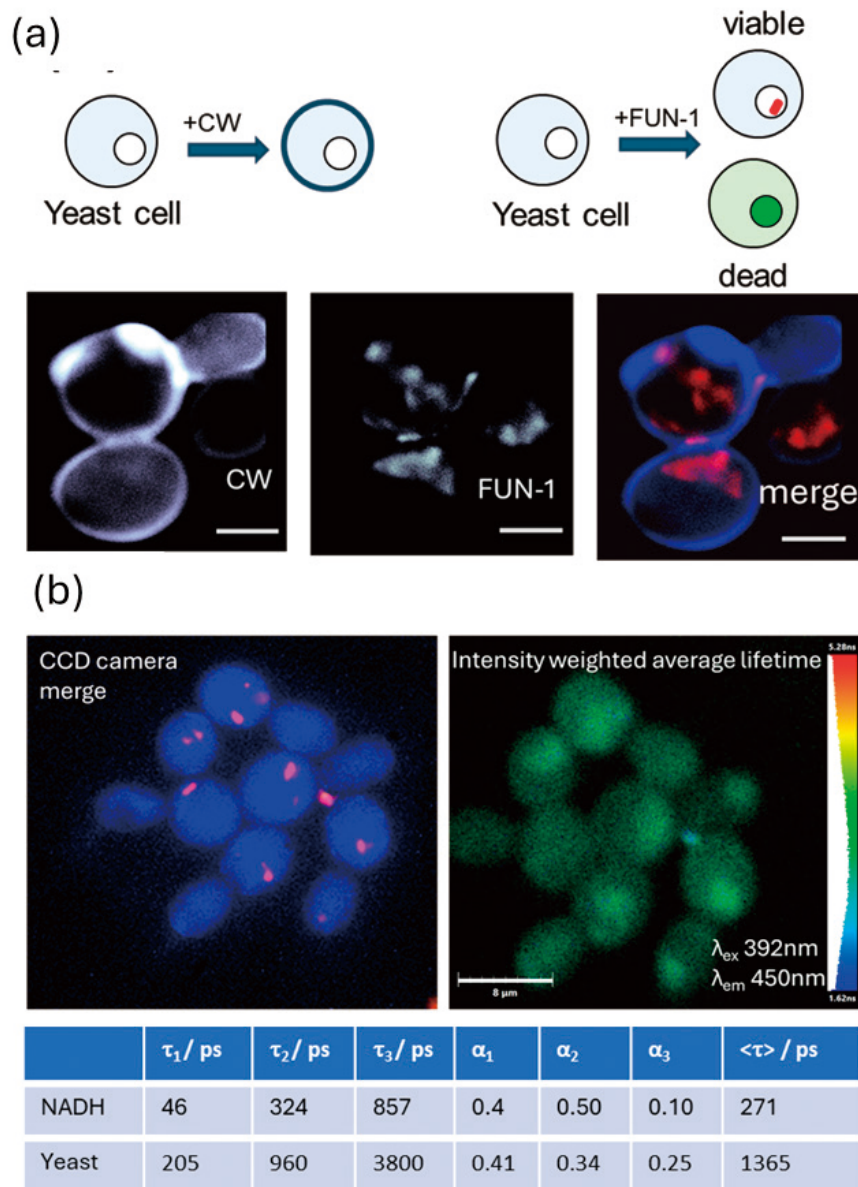 (a)
viable
+CW
+FUN-1
Yeast cell
Yeast cell
dead
CW
FUN-1
merge
(b)
CCD camera
merge
Intensity weighted average lifetime
5.28ns
λex 392nm
λem 450nm
8 μm
1.62ns
τ1/ ps τ2/ ps τ3/ ps α1 α2 α3 <τ> / ps
NADH 46 324 857 0.4 0.50 0.10 271
Yeast 205 960 3800 0.41 0.34 0.25 1365